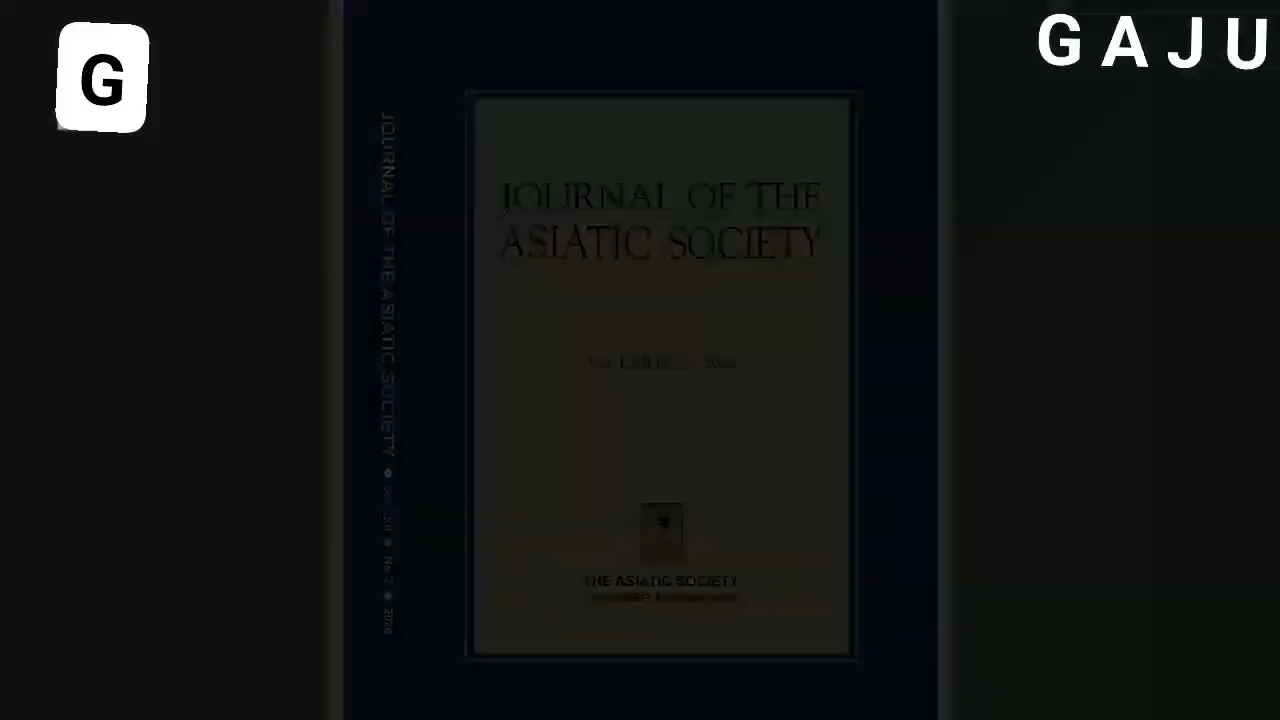 G
GAJU
JOURNAL OF THE ASIATIC SOCIETY
JOURNAL OF THE
ASIATIC SOCIETY
THE ASIATIC SOCIETY